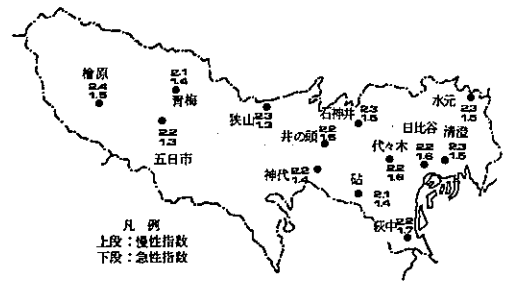 檜原
2.4
1.5
2.1
1.4
青梅
2.2
1.3
五日市
狭山
2.3
1.3
石神井
2.3
1.5
井の頭
2.2
1.5
神代
2.2
1.4
砧
2.1
1.4
代々木
2.2
1.6
日比谷
2.2
1.6
清澄
2.3
1.5
水元
2.3
1.5
萩中
2.2
1.7
凡 例
上段:慢性指数
下段:急性指数